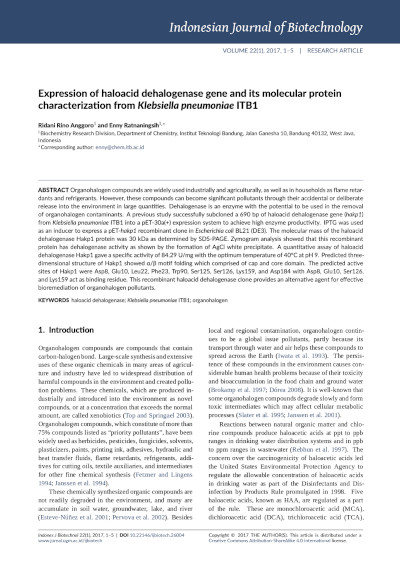 Indonesian Journal of Biotechnology
VOLUME 22(1), 2017, 1–5 | RESEARCH ARTICLE
Expression of haloacid dehalogenase gene and its molecular protein
characterization from Klebsiella pneumoniae ITB1
Ridani Rino Anggoro1 and Enny Ratnaningsih1,*
1Biochemistry Research Division, Department of Chemistry, Institut Teknologi Bandung, Jalan Ganesha 10, Bandung 40132, West Java,
Indonesia
*Corresponding author: enny@chem.itb.ac.id
ABSTRACT Organohalogen compounds are widely used industrially and agriculturally, as well as in households as flame retar-
dants and refrigerants. However, these compounds can become significant pollutants through their accidental or deliberate
release into the environment in large quantities. Dehalogenase is an enzyme with the potential to be used in the removal
of organohalogen contaminants. A previous study successfully subcloned a 690 bp of haloacid dehalogenase gene (hakp1)
from Klebsiella pneumoniae ITB1 into a pET-30a(+) expression system to achieve high enzyme productivity. IPTG was used
as an inducer to express a pET-hakp1 recombinant clone in Escherichia coli BL21 (DE3). The molecular mass of the haloacid
dehalogenase Hakp1 protein was 30 kDa as determined by SDS-PAGE. Zymogram analysis showed that this recombinant
protein has dehalogenase activity as shown by the formation of AgCl white precipitate. A quantitative assay of haloacid
dehalogenase Hakp1 gave a specific activity of 84.29 U/mg with the optimum temperature of 40°C at pH 9. Predicted three-
dimensional structure of Hakp1 showed α/β motif folding which comprised of cap and core domain. The predicted active
sites of Hakp1 were Asp8, Glu10, Leu22, Phe23, Trp90, Ser125, Ser126, Lys159, and Asp184 with Asp8, Glu10, Ser126,
and Lys159 act as binding residue. This recombinant haloacid dehalogenase clone provides an alternative agent for effective
bioremediation of organohalogen pollutants.
KEYWORDS haloacid dehalogenase; Klebsiella pneumoniae ITB1; organohalogen
1. Introduction
Organohalogen compounds are compounds that contain
carbon-halogen bond. Large-scale synthesis and extensive
uses of these organic chemicals in many areas of agricul-
ture and industry have led to widespread distribution of
harmful compounds in the environment and created pollu-
tion problems. These chemicals, which are produced in-
dustrially and introduced into the environment as novel
compounds, or at a concentration that exceeds the normal
amount, are called xenobiotics (Top and Springael 2003).
Organohalogen compounds, which constitute of more than
75% compounds listed as "priority pollutants", have been
widely used as herbicides, pesticides, fungicides, solvents,
plasticizers, paints, printing ink, adhesives, hydraulic and
heat transfer fluids, flame retardants, refrigerants, addi-
tives for cutting oils, textile auxiliaries, and intermediates
for other fine chemical synthesis (Fetzner and Lingens
1994; Janssen et al. 1994).
These chemically synthesized organic compounds are
not readily degraded in the environment, and many are
accumulate in soil water, groundwater, lake, and river
(Esteve-Núñez et al. 2001; Pervova et al. 2002). Besides
local and regional contamination, organohalogen contin-
ues to be a global issue pollutants, partly because its
transport through water and air helps these compounds to
spread across the Earth (Iwata et al. 1993). The persis-
tence of these compounds in the environment causes con-
siderable human health problems because of their toxicity
and bioaccumulation in the food chain and ground water
(Brokamp et al. 1997; Dórea 2008). It is well-known that
some organohalogen compounds degrade slowly and form
toxic intermediates which may affect cellular metabolic
processes (Slater et al. 1995; Janssen et al. 2001).
Reactions between natural organic matter and chlo-
rine compounds produce haloacetic acids at ppt to ppb
ranges in drinking water distribution systems and in ppb
to ppm ranges in wastewater (Rebhun et al. 1997). The
concern over the carcinogenicity of haloacetic acids led
the United States Environmental Protection Agency to
regulate the allowable concentration of haloacetic acids
in drinking water as part of the Disinfectants and Dis-
infection by Products Rule promulgated in 1998. Five
haloacetic acids, known as HAA, are regulated as a part
of the rule. These are monochloroacetic acid (MCA),
dichloroacetic acid (DCA), trichloroacetic acid (TCA),
Indones J Biotechnol 22(1), 2017, 1–5 | DOI 10.22146/ijbiotech.26004
www.jurnal.ugm.ac.id/ijbiotech
Copyright © 2017 THE AUTHOR(S). This article is distributed under a
Creative Commons Attribution-ShareAlike 4.0 International license.